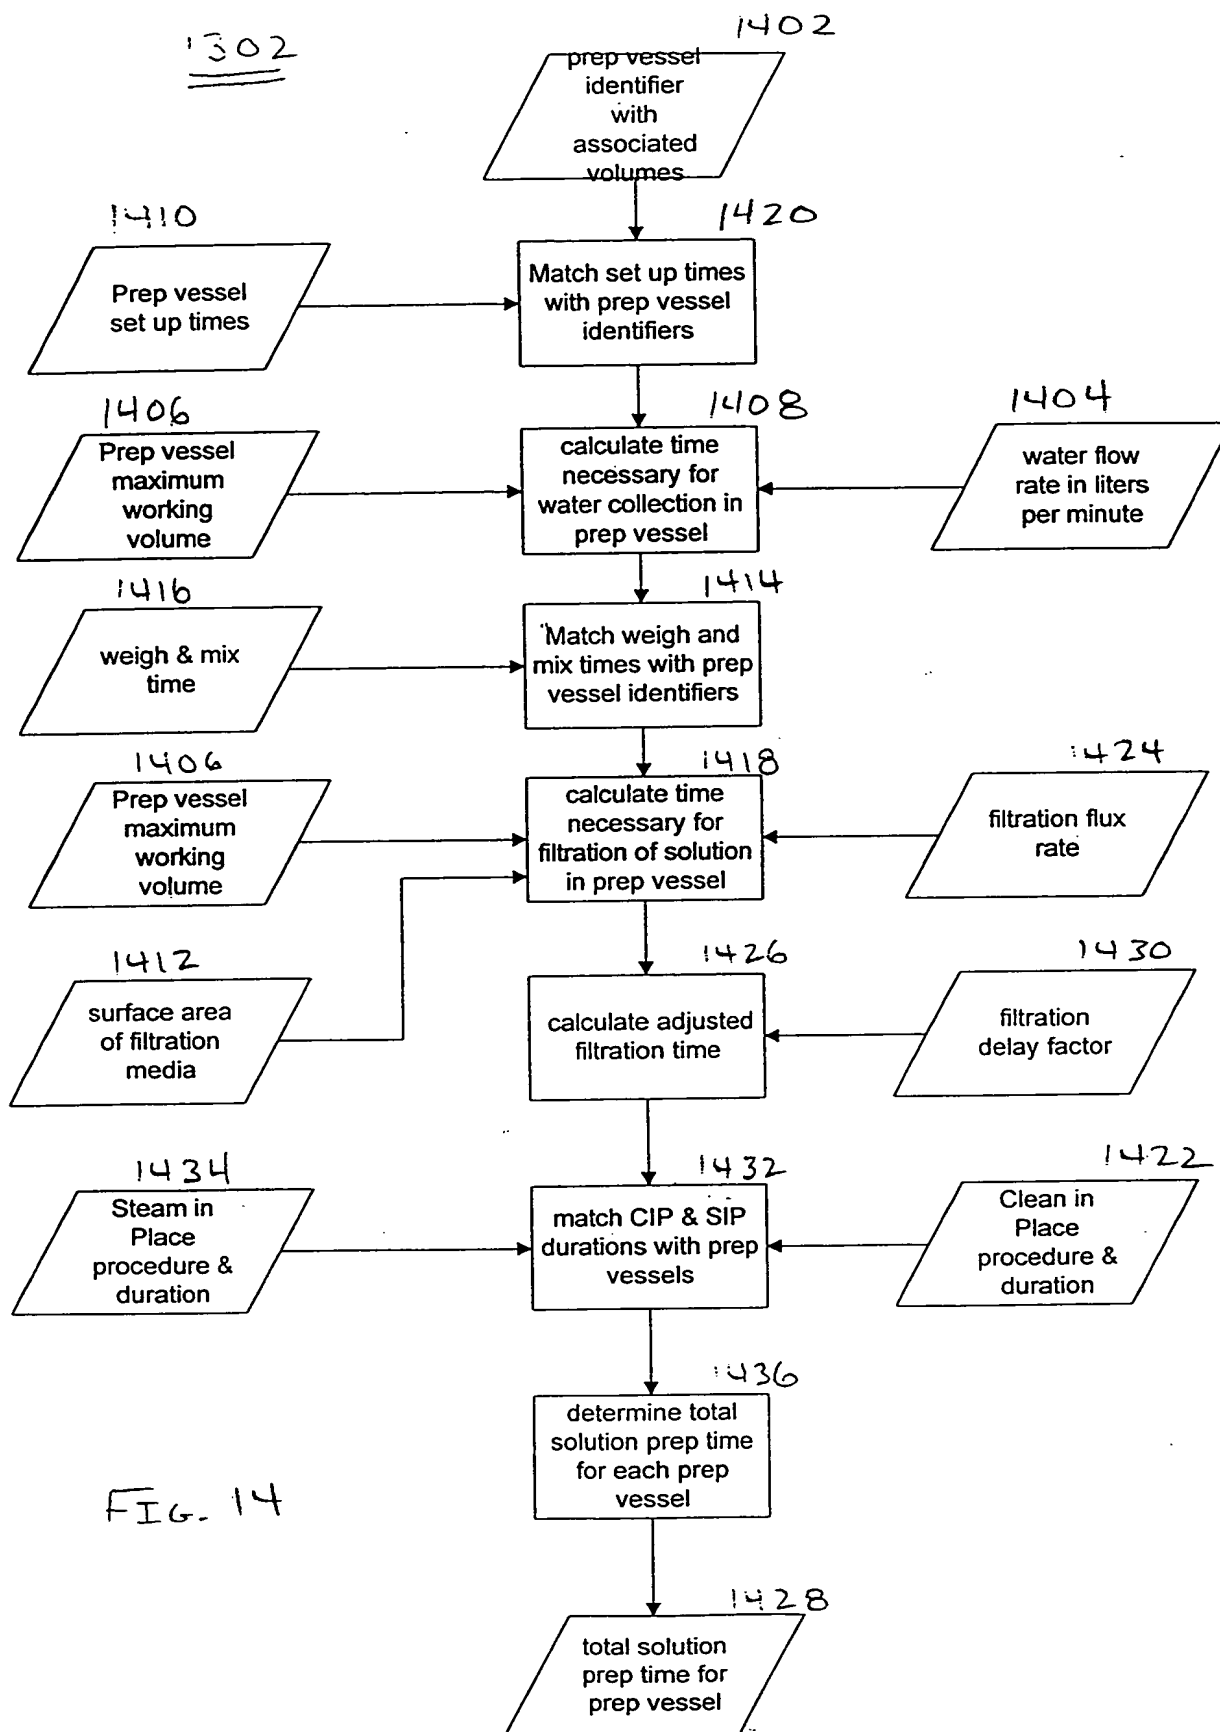 1302
1402
prep vessel
identifier
with
associated
volumes
1410
1420
Prep vessel
set up times
Match set up times
with prep vessel
identifiers
1406
1408
1404
Prep vessel
maximum
working
volume
calculate time
necessary for
water collection in
prep vessel
water flow
rate in liters
per minute
1416
1414
weigh & mix
time
Match weigh and
mix times with prep
vessel identifiers
1406
1418
1424
Prep vessel
maximum
working
volume
calculate time
necessary for
filtration of solution
in prep vessel
filtration flux
rate
1412
1426
1430
surface area
of filtration
media
calculate adjusted
filtration time
filtration
delay factor
1434
1432
1422
Steam in
Place
procedure &
duration
match CIP & SIP
durations with prep
vessels
Clean in
Place
procedure &
duration
1436
determine total
solution prep time
for each prep
vessel
FIG. 14
1428
total solution
prep time for
prep vessel